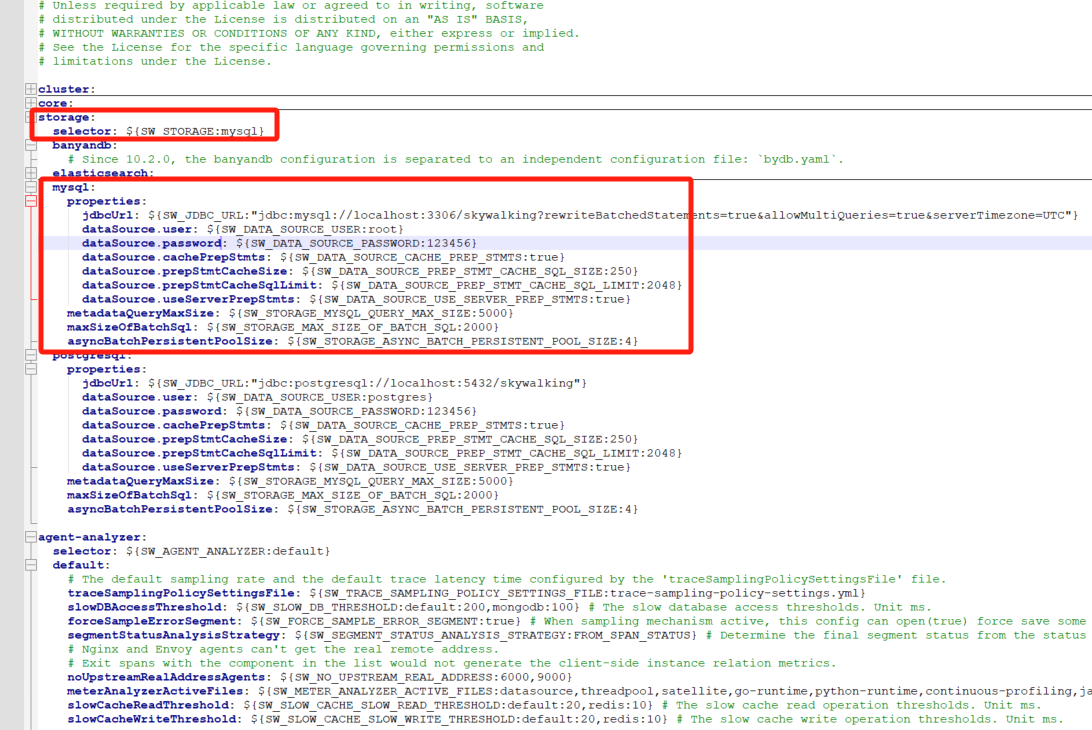 # Unless required by applicable law or agreed to in writing, software
# distributed under the License is distributed on an "AS IS" BASIS,
# WITHOUT WARRANTIES OR CONDITIONS OF ANY KIND, either express or implied.
# See the License for the specific language governing permissions and
# limitations under the License.
cluster:
core:
storage:
selector: ${SW_STORAGE:mysql}
banyandb:
# Since 10.2.0, the banyandb configuration is separated to an independent configuration file: `bydb.yaml`.
elasticsearch:
mysql:
properties:
jdbcUrl: ${SW_JDBC_URL:"jdbc:mysql://localhost:3306/skywalking?rewriteBatchedStatements=true&allowMultiQueries=true&serverTimezone=UTC"}
dataSource.user: ${SW_DATA_SOURCE_USER:root}
dataSource.password: ${SW_DATA_SOURCE_PASSWORD:123456}
dataSource.cachePrepStmts: ${SW_DATA_SOURCE_CACHE_PREP_STMTS:true}
dataSource.prepStmtCacheSize: ${SW_DATA_SOURCE_PREP_STMT_CACHE_SQL_SIZE:250}
dataSource.prepStmtCacheSqlLimit: ${SW_DATA_SOURCE_PREP_STMT_CACHE_SQL_LIMIT:2048}
dataSource.useServerPrepStmts: ${SW_DATA_SOURCE_USE_SERVER_PREP_STMTS:true}
metadataQueryMaxSize: ${SW_STORAGE_MYSQL_QUERY_MAX_SIZE:5000}
maxSizeOfBatchSql: ${SW_STORAGE_MAX_SIZE_OF_BATCH_SQL:2000}
asyncBatchPersistentPoolSize: ${SW_STORAGE_ASYNC_BATCH_PERSISTENT_POOL_SIZE:4}
postgresql:
properties:
jdbcUrl: ${SW_JDBC_URL:"jdbc:postgresql://localhost:5432/skywalking"}
dataSource.user: ${SW_DATA_SOURCE_USER:postgres}
dataSource.password: ${SW_DATA_SOURCE_PASSWORD:123456}
dataSource.cachePrepStmts: ${SW_DATA_SOURCE_CACHE_PREP_STMTS:true}
dataSource.prepStmtCacheSize: ${SW_DATA_SOURCE_PREP_STMT_CACHE_SQL_SIZE:250}
dataSource.prepStmtCacheSqlLimit: ${SW_DATA_SOURCE_PREP_STMT_CACHE_SQL_LIMIT:2048}
dataSource.useServerPrepStmts: ${SW_DATA_SOURCE_USE_SERVER_PREP_STMTS:true}
metadataQueryMaxSize: ${SW_STORAGE_MYSQL_QUERY_MAX_SIZE:5000}
maxSizeOfBatchSql: ${SW_STORAGE_MAX_SIZE_OF_BATCH_SQL:2000}
asyncBatchPersistentPoolSize: ${SW_STORAGE_ASYNC_BATCH_PERSISTENT_POOL_SIZE:4}
agent-analyzer:
selector: ${SW_AGENT_ANALYZER:default}
default:
# The default sampling rate and the default trace latency time configured by the 'traceSamplingPolicySettingsFile' file.
traceSamplingPolicySettingsFile: ${SW_TRACE_SAMPLING_POLICY_SETTINGS_FILE:trace-sampling-policy-settings.yml}
slowDBAccessThreshold: ${SW_SLOW_DB_THRESHOLD:default:200,mongodb:100} # The slow database access thresholds. Unit ms.
forceSampleErrorSegment: ${SW_FORCE_SAMPLE_ERROR_SEGMENT:true} # When sampling mechanism active, this config can open(true) force save some
segmentStatusAnalysisStrategy: ${SW_SEGMENT_STATUS_ANALYSIS_STRATEGY:FROM_SPAN_STATUS} # Determine the final segment status from the status
# Nginx and Envoy agents can't get the real remote address.
# Exit spans with the component in the list would not generate the client-side instance relation metrics.
noUpstreamRealAddressAgents: ${SW_NO_UPSTREAM_REAL_ADDRESS:6000,9000}
meterAnalyzerActiveFiles: ${SW_METER_ANALYZER_ACTIVE_FILES:datasource,threadpool,satellite,go-runtime,python-runtime,continuous-profiling,ja
slowCacheReadThreshold: ${SW_SLOW_CACHE_SLOW_READ_THRESHOLD:default:20,redis:10} # The slow cache read operation thresholds. Unit ms.
slowCacheWriteThreshold: ${SW_SLOW_CACHE_SLOW_WRITE_THRESHOLD:default:20,redis:10} # The slow cache write operation thresholds. Unit ms.